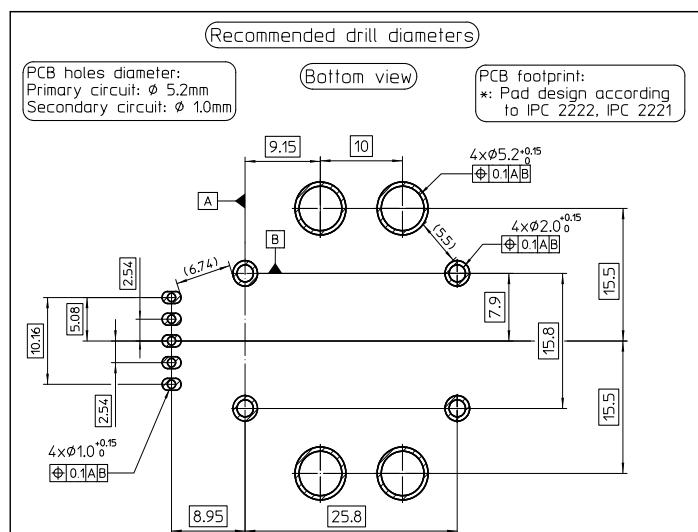 Recommended drill diameters
PCB holes diameter:
Primary circuit: ϕ 5.2mm
Secondary circuit: ϕ 1.0mm
Bottom view
PCB footprint:
*: Pad design according
to IPC 2222, IPC 2221
9.15
10
4xϕ5.2 +0.15 0
⌖ 0.1 A B
A
4xϕ2.0 +0.15 0
⌖ 0.1 A B
(5.5)
B
(6.74)
2.54
5.08
10.16
7.9
15.8
15.5
15.5
2.54
4xϕ1.0 +0.15 0
⌖ 0.1 A B
8.95
25.8